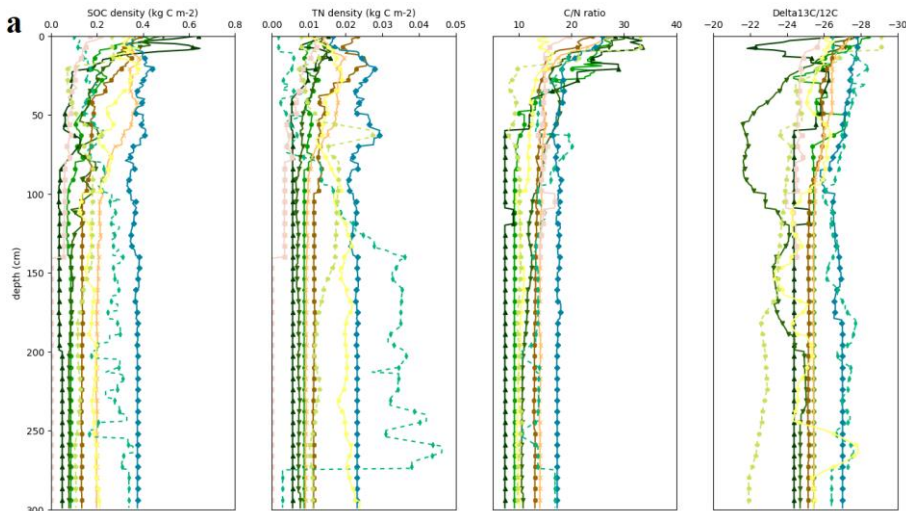 a
SOC density (kg C m-2)
0.0 0.2 0.4 0.6 0.8
TN density (kg C m-2)
0.00 0.01 0.02 0.03 0.04 0.05
C/N ratio
10 20 30 40
Delta13C/12C
−20 −22 −24 −26 −28 −30
depth (cm)
0
50
100
150
200
250
300